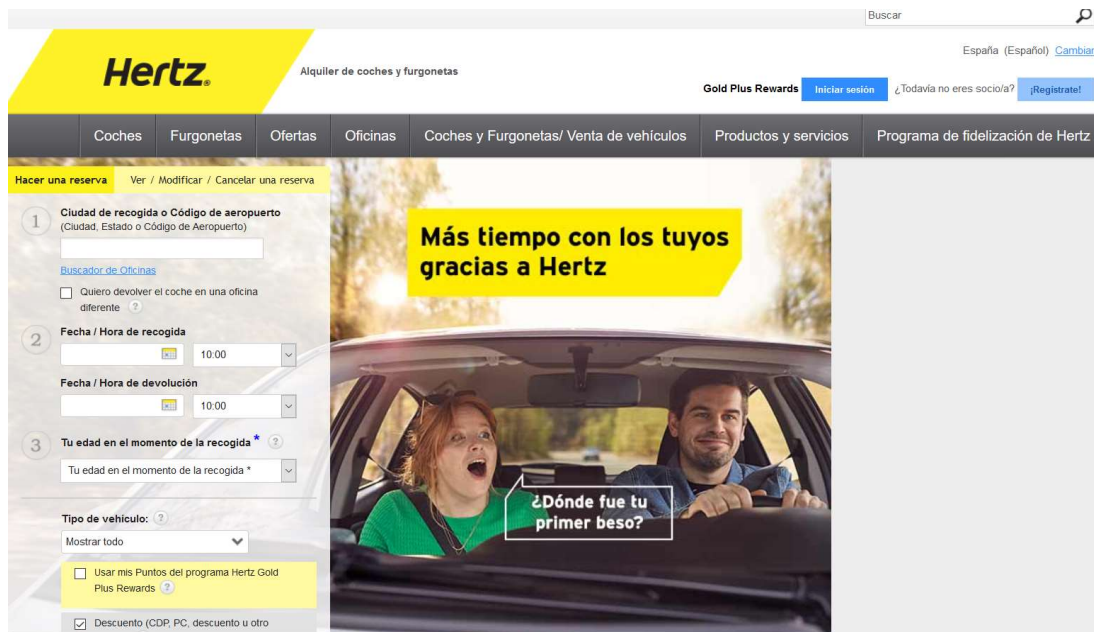 Buscar
España (Español) Cambiar
Hertz.
Alquiler de coches y furgonetas
Gold Plus Rewards Iniciar sesión ¿Todavía no eres socio/a? ¡Regístrate!
Coches Furgonetas Ofertas Oficinas Coches y Furgonetas/ Venta de vehículos Productos y servicios Programa de fidelización de Hertz
Hacer una reserva Ver / Modificar / Cancelar una reserva
1 Ciudad de recogida o Código de aeropuerto
(Ciudad, Estado o Código de Aeropuerto)
Buscador de Oficinas
Quiero devolver el coche en una oficina
diferente ?
2 Fecha / Hora de recogida
10:00
Fecha / Hora de devolución
10:00
3 Tu edad en el momento de la recogida * ?
Tu edad en el momento de la recogida *
Tipo de vehículo: ?
Mostrar todo
Usar mis Puntos del programa Hertz Gold
Plus Rewards ?
Descuento (CDP, PC, descuento u otro
Más tiempo con los tuyos
gracias a Hertz
¿Dónde fue tu
primer beso?